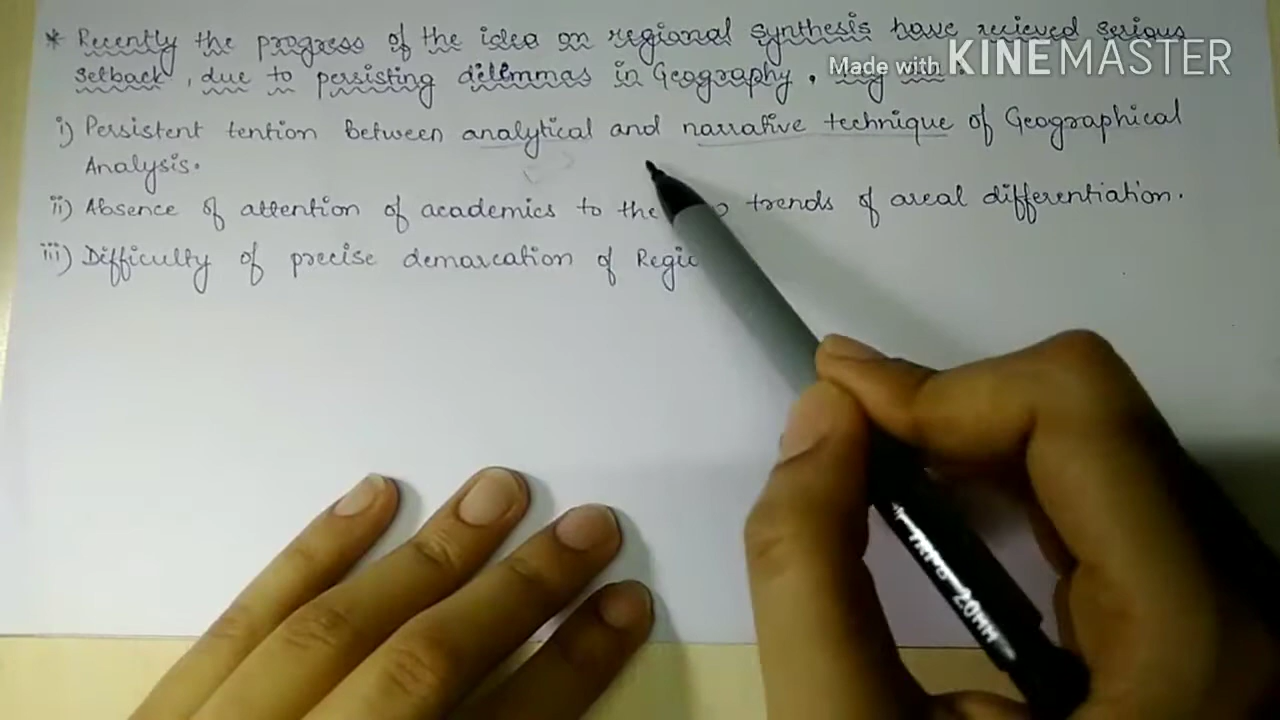 * Recently the progress of the idea on regional synthesis have recieved serious
Made with KINEMASTER
setback, due to persisting dilemmas in Geography.
i) Persistent tention between analytical and narrative technique of Geographical
Analysis.
ii) Absence of attention of academics to the trends of areal differentiation.
iii) Difficulty of precise demarcation of
20MM